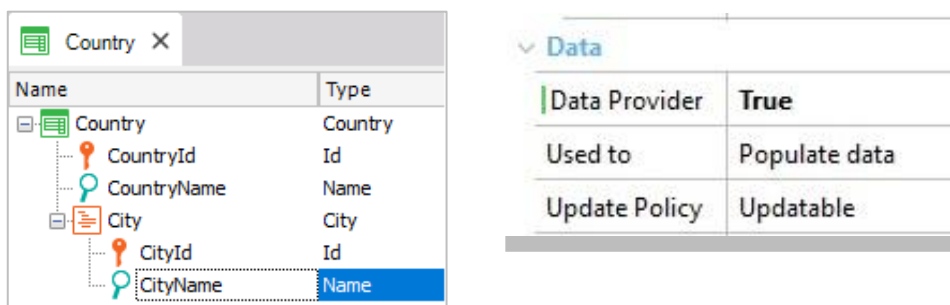 Country
Name Type
Country Country
CountryId Id
CountryName Name
City City
CityId Id
CityName Name
Data
Data Provider True
Used to Populate data
Update Policy Updatable